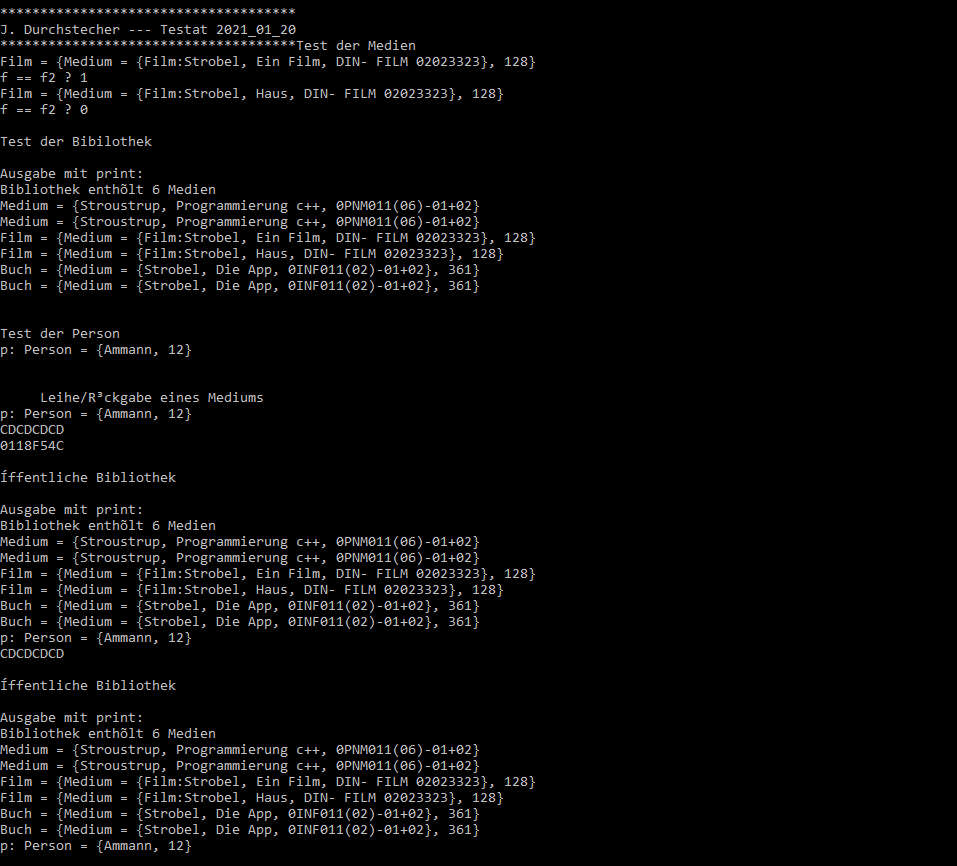 *************************************
J. Durchstecher --- Testat 2021_01_20
*************************************Test der Medien
Film = {Medium = {Film:Strobel, Ein Film, DIN- FILM 02023323}, 128}
f == f2 ? 1
Film = {Medium = {Film:Strobel, Haus, DIN- FILM 02023323}, 128}
f == f2 ? 0
Test der Bibilothek
Ausgabe mit print:
Bibliothek enthõlt 6 Medien
Medium = {Stroustrup, Programmierung c++, 0PNM011(06)-01+02}
Medium = {Stroustrup, Programmierung c++, 0PNM011(06)-01+02}
Film = {Medium = {Film:Strobel, Ein Film, DIN- FILM 02023323}, 128}
Film = {Medium = {Film:Strobel, Haus, DIN- FILM 02023323}, 128}
Buch = {Medium = {Strobel, Die App, 0INF011(02)-01+02}, 361}
Buch = {Medium = {Strobel, Die App, 0INF011(02)-01+02}, 361}
Test der Person
p: Person = {Ammann, 12}
Leihe/R³ckgabe eines Mediums
p: Person = {Ammann, 12}
CDCDCDCD
0118F54C
Íffentliche Bibliothek
Ausgabe mit print:
Bibliothek enthõlt 6 Medien
Medium = {Stroustrup, Programmierung c++, 0PNM011(06)-01+02}
Medium = {Stroustrup, Programmierung c++, 0PNM011(06)-01+02}
Film = {Medium = {Film:Strobel, Ein Film, DIN- FILM 02023323}, 128}
Film = {Medium = {Film:Strobel, Haus, DIN- FILM 02023323}, 128}
Buch = {Medium = {Strobel, Die App, 0INF011(02)-01+02}, 361}
Buch = {Medium = {Strobel, Die App, 0INF011(02)-01+02}, 361}
p: Person = {Ammann, 12}
CDCDCDCD
Íffentliche Bibliothek
Ausgabe mit print:
Bibliothek enthõlt 6 Medien
Medium = {Stroustrup, Programmierung c++, 0PNM011(06)-01+02}
Medium = {Stroustrup, Programmierung c++, 0PNM011(06)-01+02}
Film = {Medium = {Film:Strobel, Ein Film, DIN- FILM 02023323}, 128}
Film = {Medium = {Film:Strobel, Haus, DIN- FILM 02023323}, 128}
Buch = {Medium = {Strobel, Die App, 0INF011(02)-01+02}, 361}
Buch = {Medium = {Strobel, Die App, 0INF011(02)-01+02}, 361}
p: Person = {Ammann, 12}